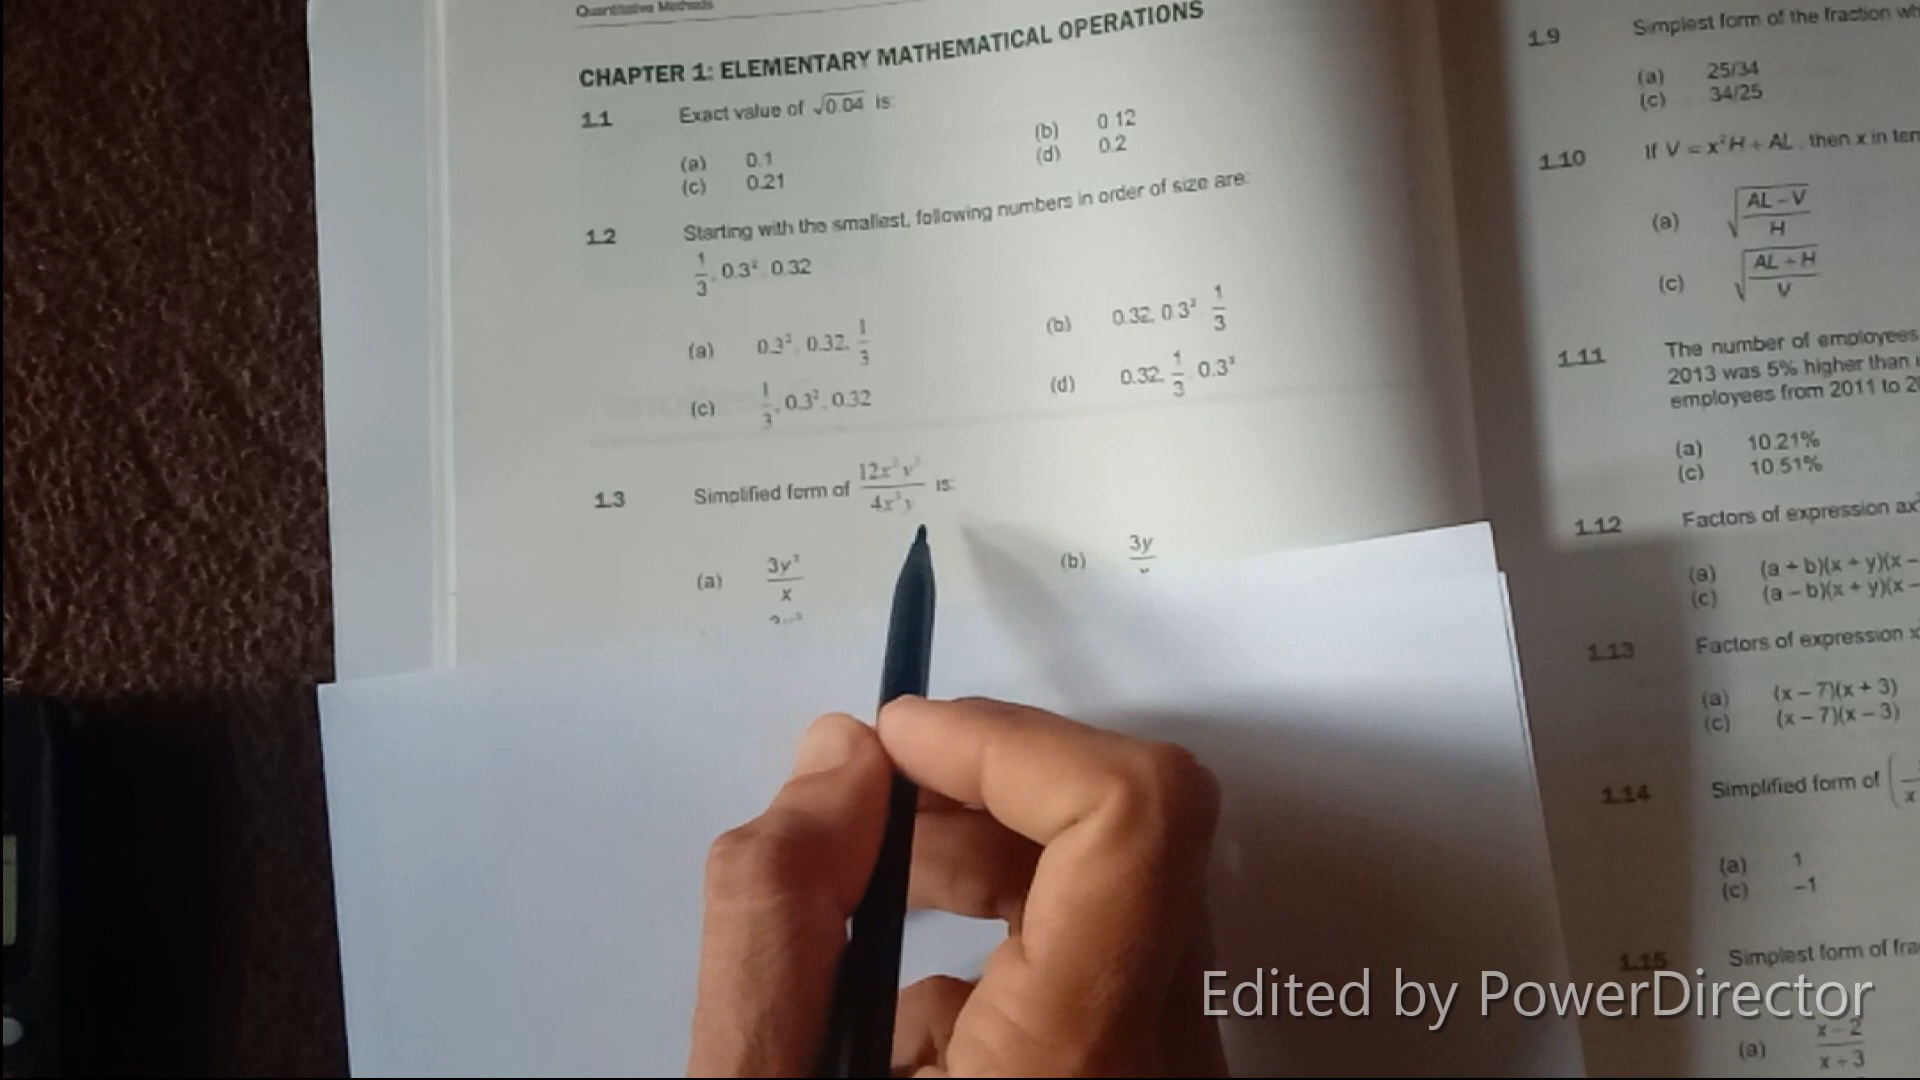 Quantitative Methods
CHAPTER 1: ELEMENTARY MATHEMATICAL OPERATIONS
1.1 Exact value of √0.04 is:
(a) 0.1 (b) 0.12
(c) 0.21 (d) 0.2
1.2 Starting with the smallest, following numbers in order of size are:
1/3, 0.3², 0.32
(a) 0.3², 0.32, 1/3 (b) 0.32, 0.3², 1/3
(c) 1/3, 0.3², 0.32 (d) 0.32, 1/3, 0.3²
1.3 Simplified form of is:
(a) (b) 3y
1.9 Simplest form of the fraction
(a) 25/34
(c) 34/25
1.10 If V = x²H + AL, then x in
(a) √((AL – V)/H)
(c) √((AL ÷ H)/V)
1.11 The number of employees
2013 was 5% higher than
employees from 2011 to
(a) 10.21%
(c) 10.51%
1.12 Factors of expression
(a) (a + b)(x + y)(x –
(c) (a – b)(x + y)(x –
1.13 Factors of expression x
(a) (x – 7)(x + 3)
(c) (x – 7)(x – 3)
1.14 Simplified form of (
(a) 1
(c) –1
1.15 Simplest form of
(a) (x – 2)/(x + 3)
Edited by PowerDirector